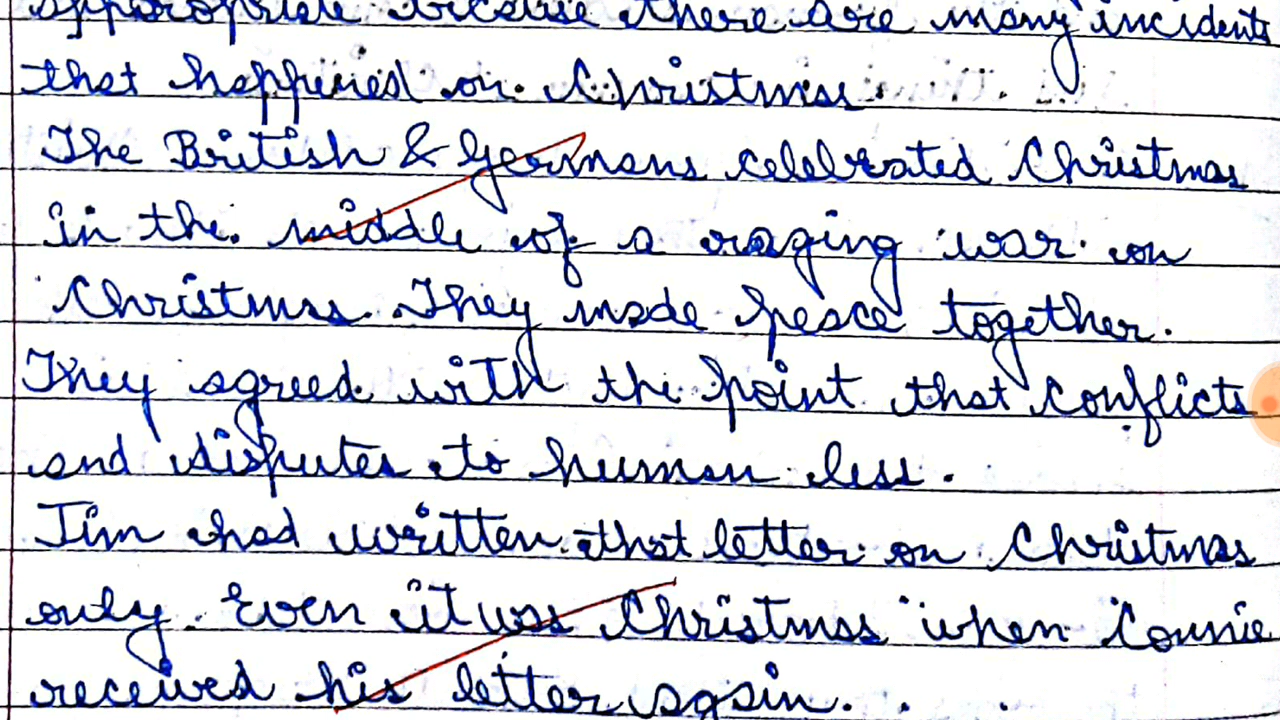 appropriate because there are many incidents
that happened on Christmas.
The British & Germans celebrated Christmas
in the middle of a raging war on
Christmas. They made peace together.
They agreed with the point that conflicts
and disputes to human less.
Jim had written that letter on Christmas
only. Even it was Christmas when Connie
received his letter again.